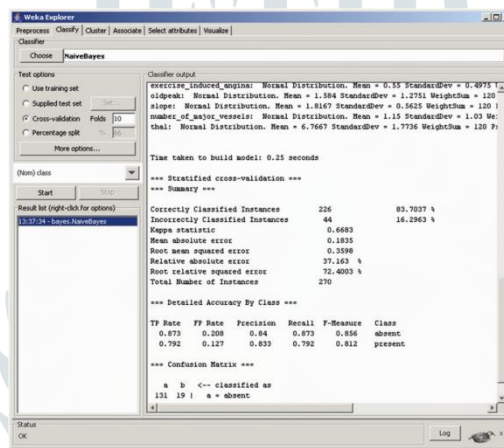 Weka Explorer
Preprocess Classify Cluster Associate Select attributes Visualize
Classifier
Choose NaiveBayes
Test options
Use training set
Supplied test set Set...
Cross-validation Folds 10
Percentage split % 66
More options...
(Nom) class
Start Stop
Result list (right-click for options)
13:37:34 - bayes.NaiveBayes
Classifier output
exercise_induced_angina: Normal Distribution. Mean = 0.55 StandardDev = 0.4975
oldpeak: Normal Distribution. Mean = 1.584 StandardDev = 1.2751 WeightSum = 120
slope: Normal Distribution. Mean = 1.8167 StandardDev = 0.5625 WeightSum = 120
number_of_major_vessels: Normal Distribution. Mean = 1.15 StandardDev = 1.03 We
thal: Normal Distribution. Mean = 6.7667 StandardDev = 1.7736 WeightSum = 120 P
Time taken to build model: 0.25 seconds
=== Stratified cross-validation ===
=== Summary ===
Correctly Classified Instances 226 83.7037 %
Incorrectly Classified Instances 44 16.2963 %
Kappa statistic 0.6683
Mean absolute error 0.1835
Root mean squared error 0.3598
Relative absolute error 37.163 %
Root relative squared error 72.4003 %
Total Number of Instances 270
=== Detailed Accuracy By Class ===
TP Rate FP Rate Precision Recall F-Measure Class
0.873 0.208 0.84 0.873 0.856 absent
0.792 0.127 0.833 0.792 0.812 present
=== Confusion Matrix ===
a b <-- classified as
131 19 | a = absent
Status
OK
Log